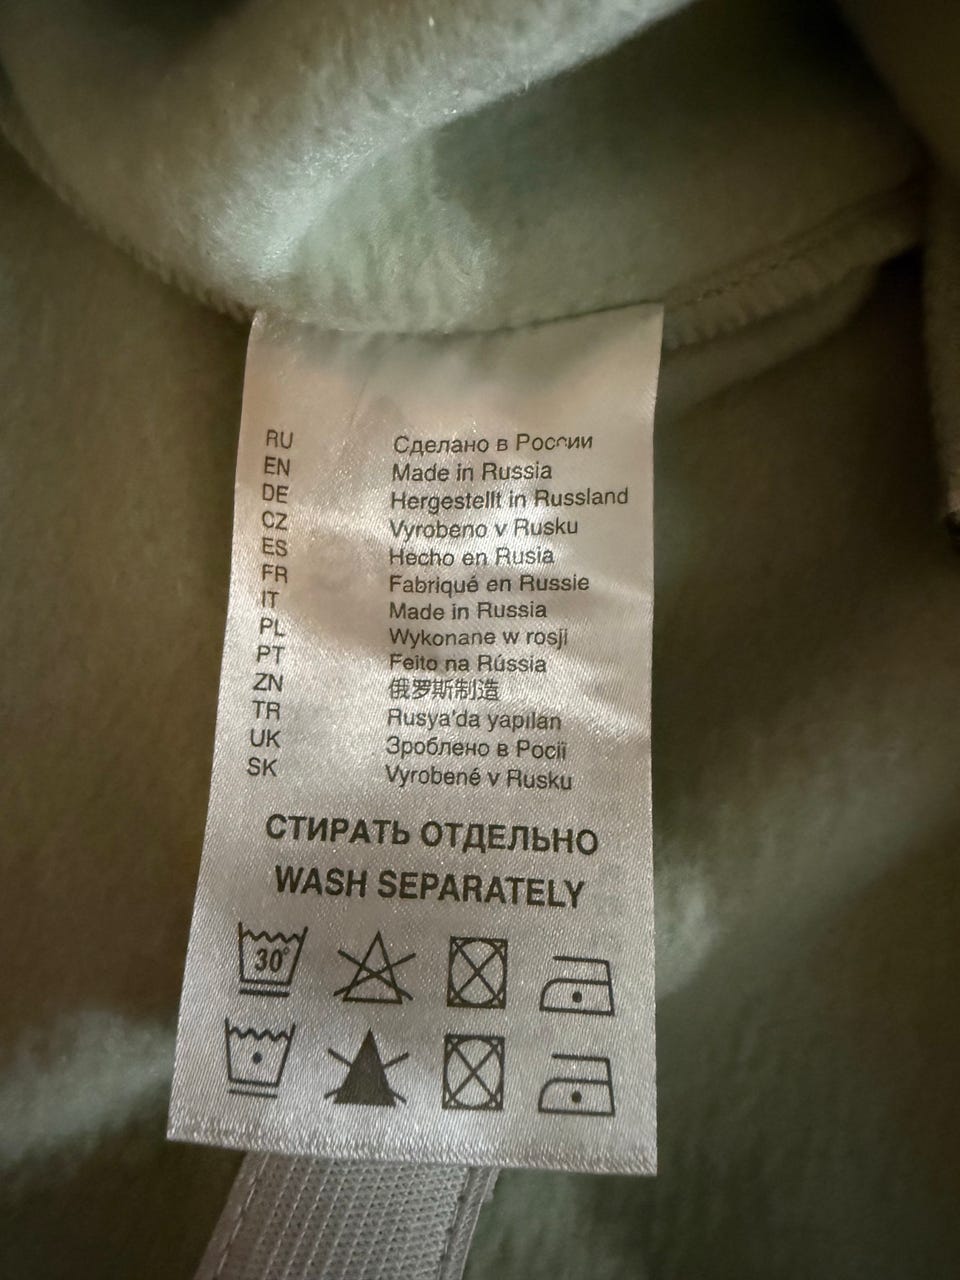 RU Сделано в России
EN Made in Russia
DE Hergestellt in Russland
CZ Vyrobeno v Rusku
ES Hecho en Rusia
FR Fabriqué en Russie
IT Made in Russia
PL Wykonane w rosji
PT Feito na Rússia
ZN 俄罗斯制造
TR Rusya'da yapılan
UK Зроблено в Росії
SK Vyrobené v Rusku
СТИРАТЬ ОТДЕЛЬНО
WASH SEPARATELY
30°